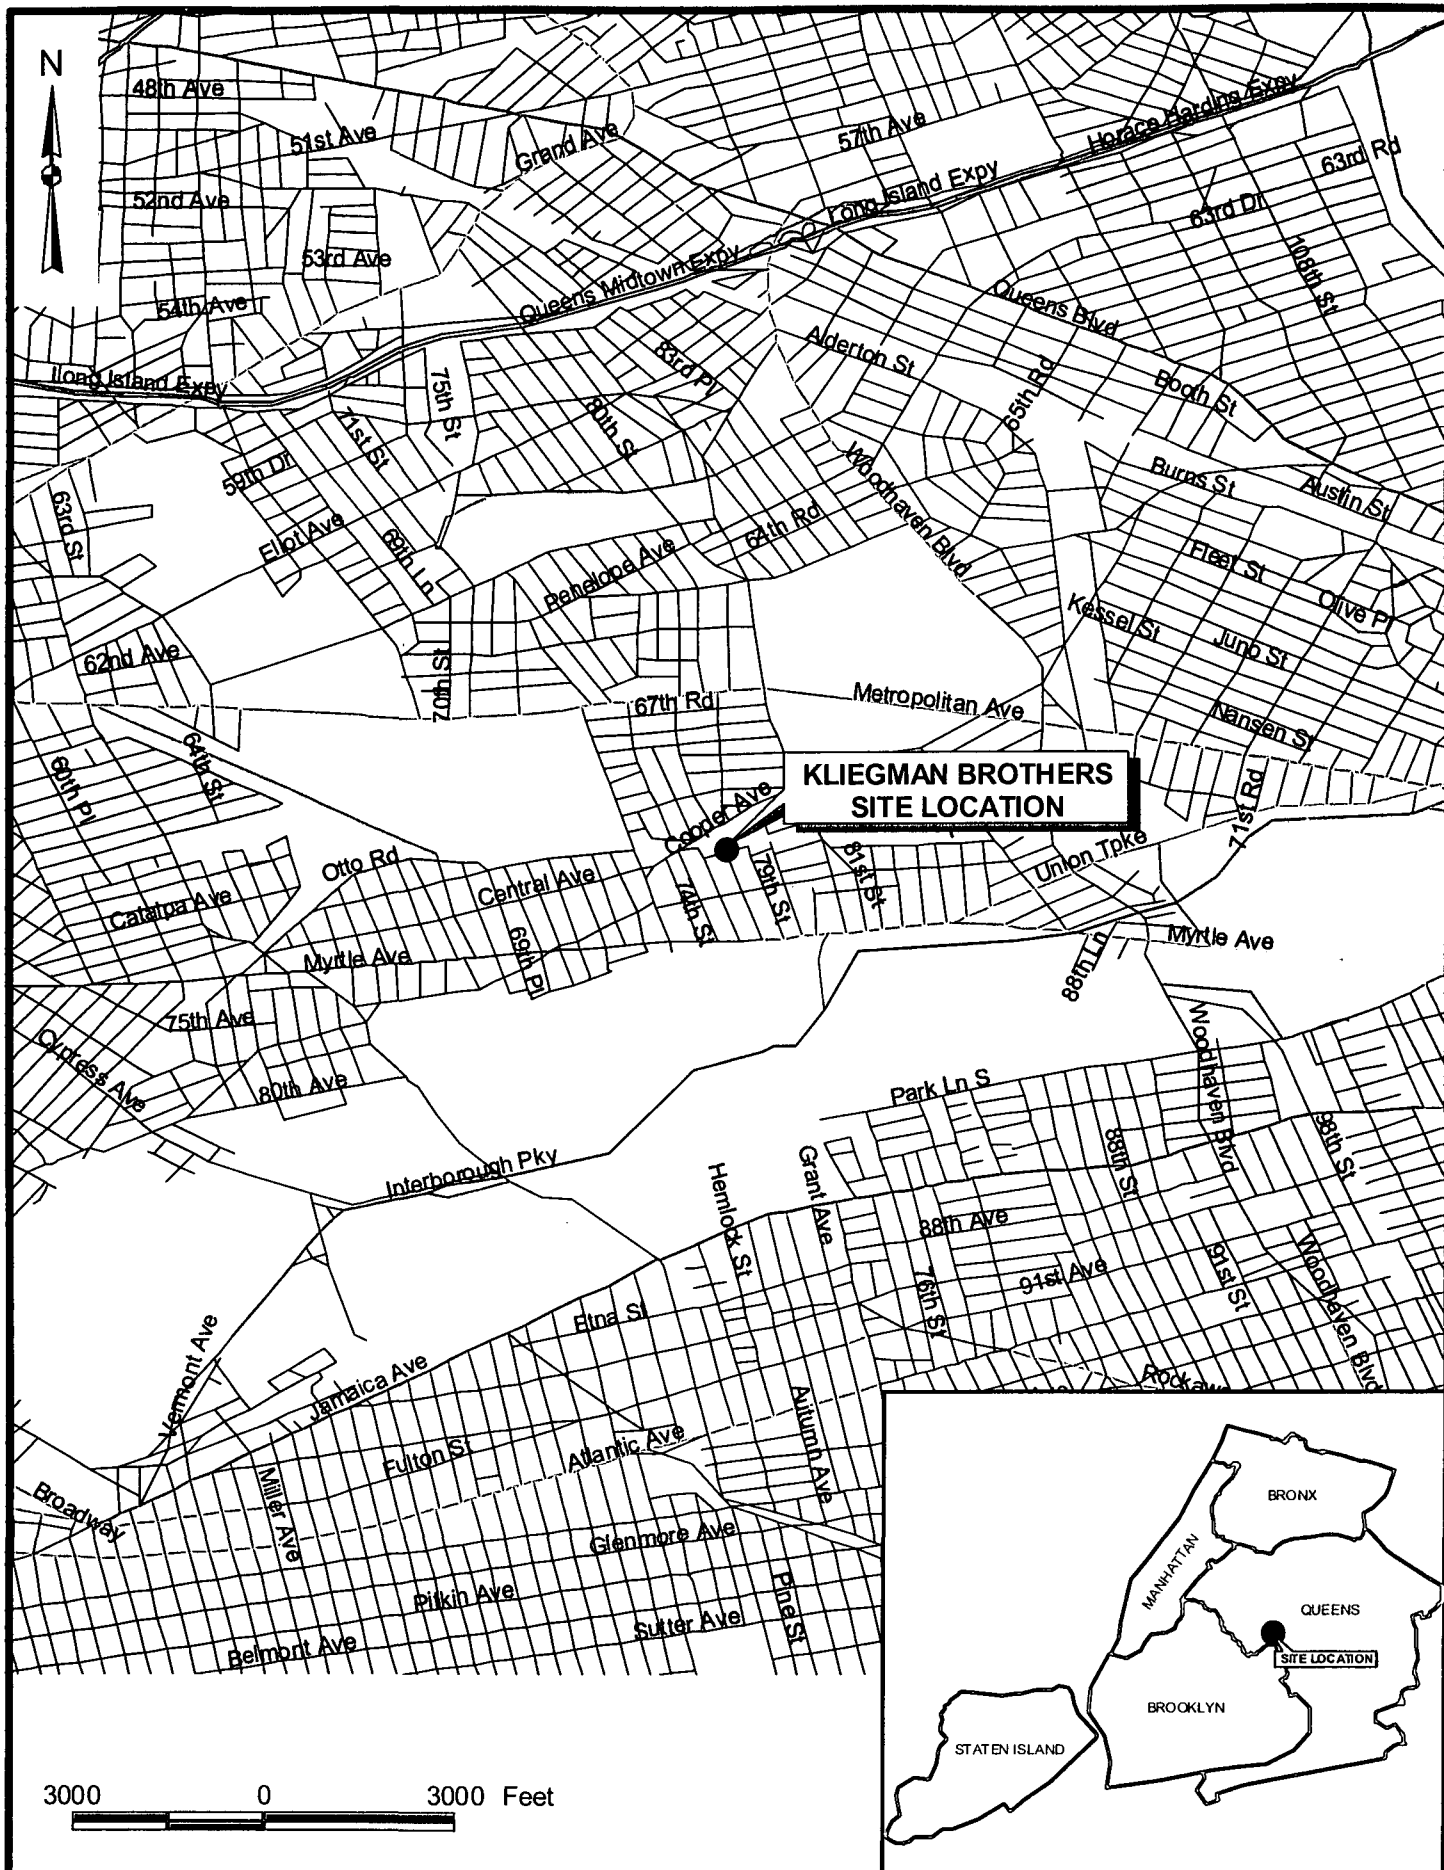 N
48th Ave
51st Ave
Grand Ave
57th Ave
Horace Harding Expy
63rd Rd
52nd Ave
Long Island Expy
63rd Dr
53rd Ave
Queens Midtown Expy
108th St
54th Ave
Queens Blvd
Alderton St
83rd Pl
Long Island Expy
75th St
65th Rd
Booth St
71st St
80th St
59th Dr
Woodhaven Blvd
Burns St
Austin St
63rd St
Eliot Ave
69th Ln
64th Rd
Penelope Ave
Fleet St
Olive Pl
Kessel St
Juno St
62nd Ave
70th St
67th Rd
Metropolitan Ave
Nansen St
64th St
60th Pl
KLIEGMAN BROTHERS
SITE LOCATION
71st Rd
Cooper Ave
Otto Rd
Union Tpke
Central Ave
79th St
81st St
74th St
Catalpa Ave
Myrtle Ave
69th Pl
Myrtle Ave
88th Ln
75th Ave
Cypress Ave
Woodhaven Blvd
80th Ave
Park Ln S
98th St
88th St
Interborough Pky
Hemlock St
Grant Ave
88th Ave
91st Ave
91st St
Woodhaven Blvd
76th St
Etna St
Vermont Ave
Jamaica Ave
Rockaw
Autumn Ave
Fulton St
Atlantic Ave
Miller Ave
Broadway
Glenmore Ave
Pitkin Ave
Pine St
Sutter Ave
Belmont Ave
BRONX
MANHATTAN
QUEENS
SITE LOCATION
BROOKLYN
STATEN ISLAND
3000 0 3000 Feet